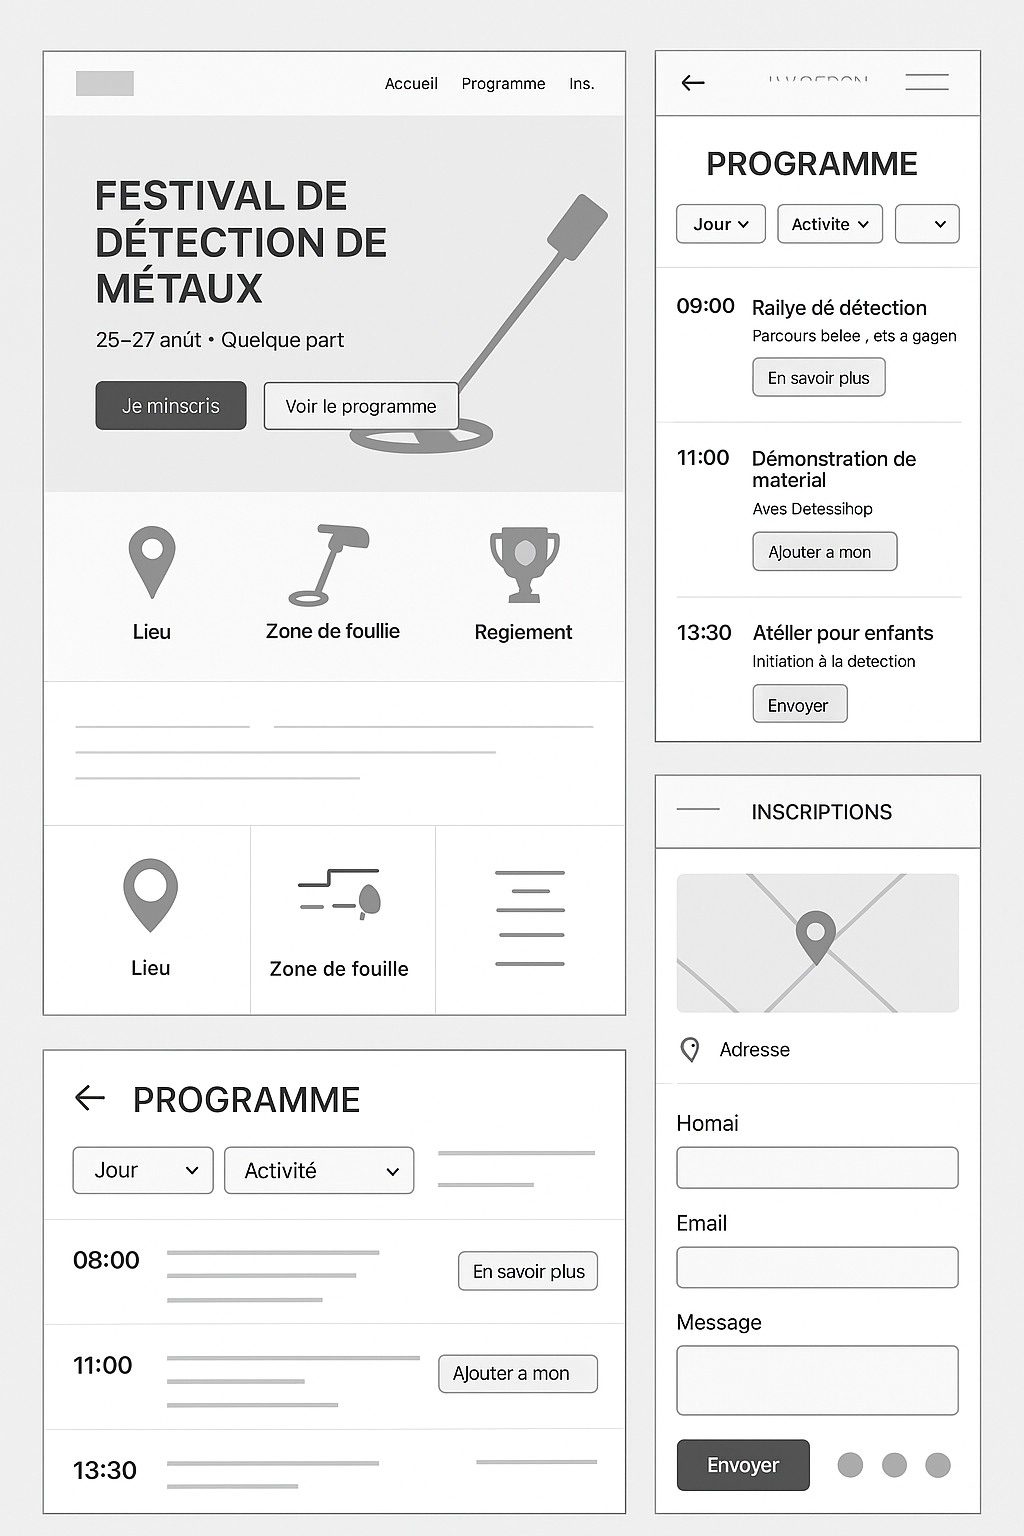 Accueil Programme Ins.
FESTIVAL DE
DÉTECTION DE
MÉTAUX
25–27 anút • Quelque part
Je minscris Voir le programme
Lieu Zone de foullie Regiement
Lieu Zone de fouille
PROGRAMME
Jour Activite
09:00 Railye dé détection
Parcours belee , ets a gagen
En savoir plus
11:00 Démonstration de
material
Aves Detessihop
AJouter a mon
13:30 Atéller pour enfants
Initiation à la detection
Envoyer
PROGRAMME
Jour Activité
08:00 En savoir plus
11:00 AJouter a mon
13:30
INSCRIPTIONS
Adresse
Homai
Email
Message
Envoyer